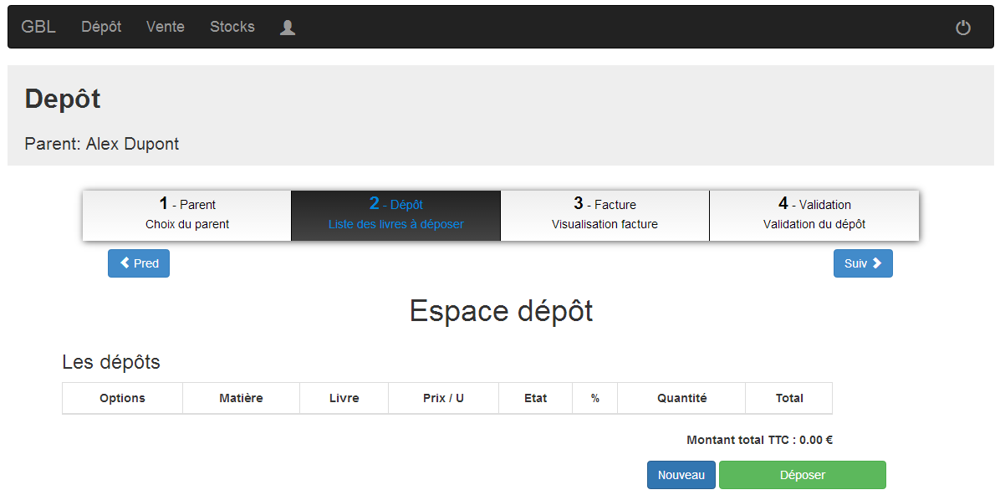 GBL Dépôt Vente Stocks
Depôt
Parent: Alex Dupont
1 - Parent 2 - Dépôt 3 - Facture 4 - Validation
Choix du parent Liste des livres à déposer Visualisation facture Validation du dépôt
Pred Suiv
Espace dépôt
Les dépôts
Options Matière Livre Prix / U Etat % Quantité Total
Montant total TTC : 0.00 €
Nouveau Déposer